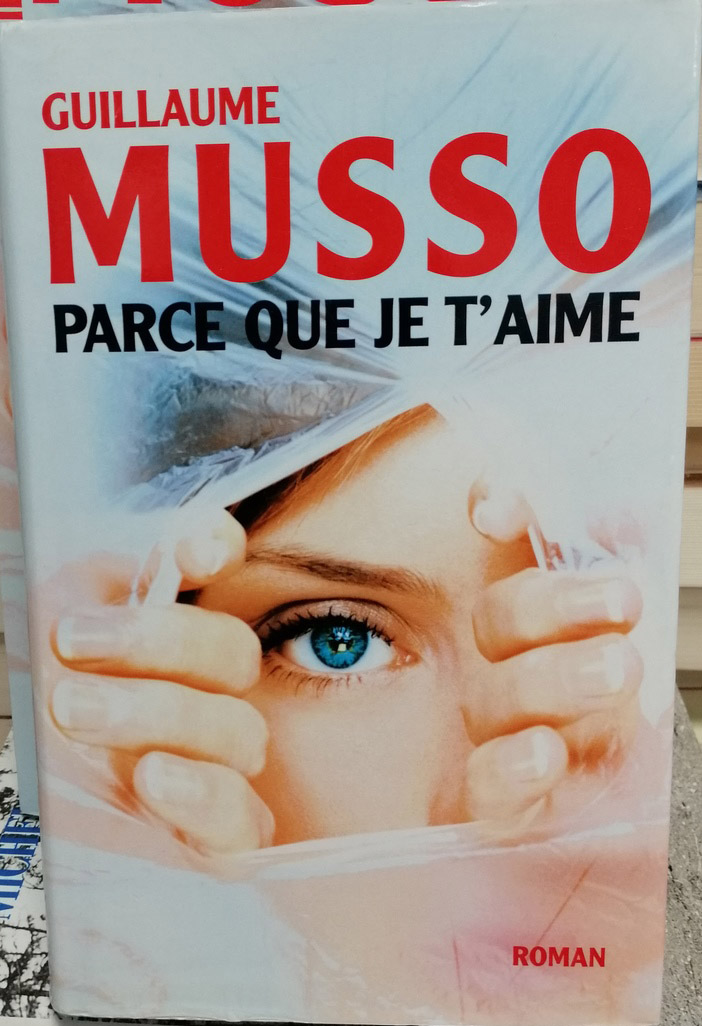 GUILLAUME
MUSSO
PARCE QUE JE T'AIME
ROMAN